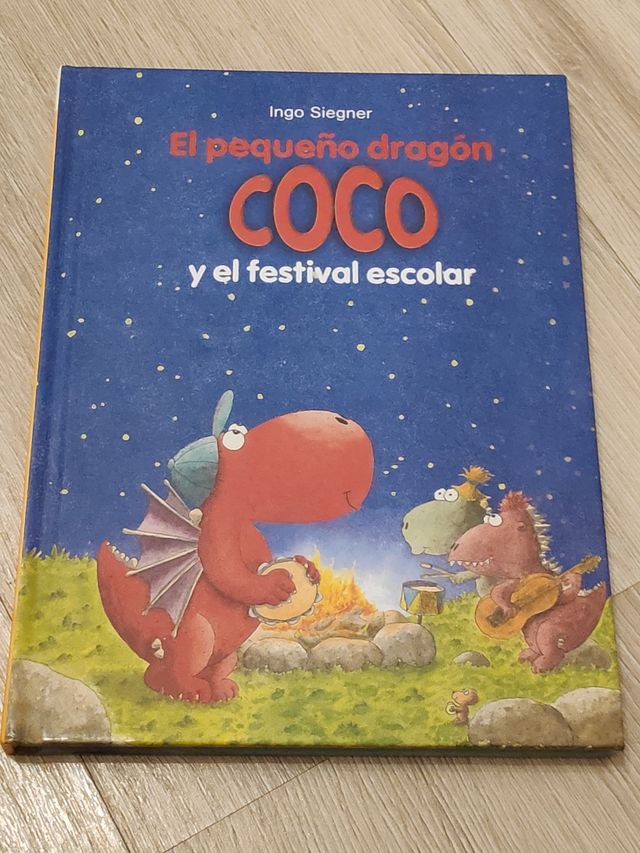 Ingo Siegner
El pequeño dragón
COCO
y el festival escolar